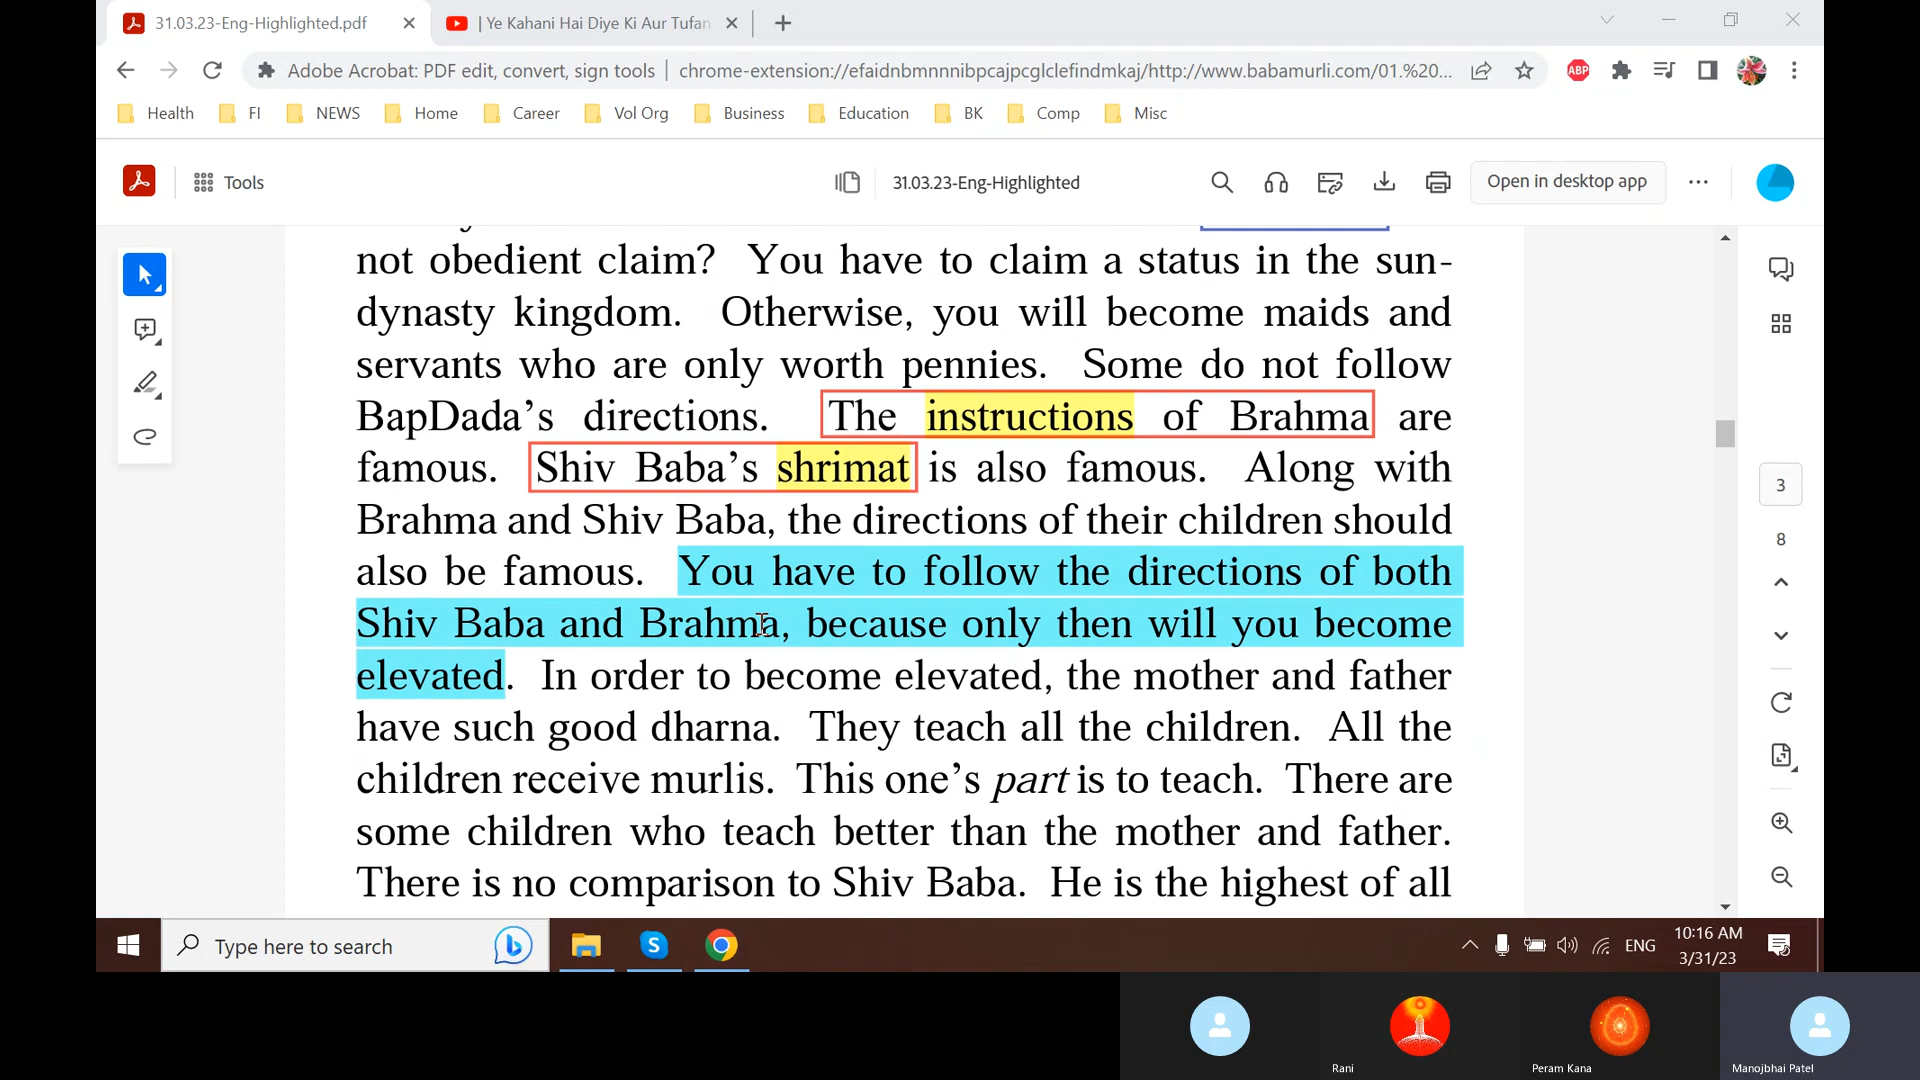 31.03.23-Eng-Highlighted.pdf
| Ye Kahani Hai Diye Ki Aur Tufan
Adobe Acrobat: PDF edit, convert, sign tools | chrome-extension://efaidnbmnnnibpcajpcglclefindmkaj/http://www.babamurli.com/01.%20...
ABP
Health FI NEWS Home Career Vol Org Business Education BK Comp Misc
Tools 31.03.23-Eng-Highlighted Open in desktop app
not obedient claim? You have to claim a status in the sun-
dynasty kingdom. Otherwise, you will become maids and
servants who are only worth pennies. Some do not follow
BapDada’s directions. The instructions of Brahma are
famous. Shiv Baba’s shrimat is also famous. Along with
Brahma and Shiv Baba, the directions of their children should
also be famous. You have to follow the directions of both
Shiv Baba and Brahma, because only then will you become
elevated. In order to become elevated, the mother and father
have such good dharna. They teach all the children. All the
children receive murlis. This one’s part is to teach. There are
some children who teach better than the mother and father.
There is no comparison to Shiv Baba. He is the highest of all
3
8
Type here to search
ENG
10:16 AM
3/31/23
Rani
Peram Kana
Manojbhai Patel